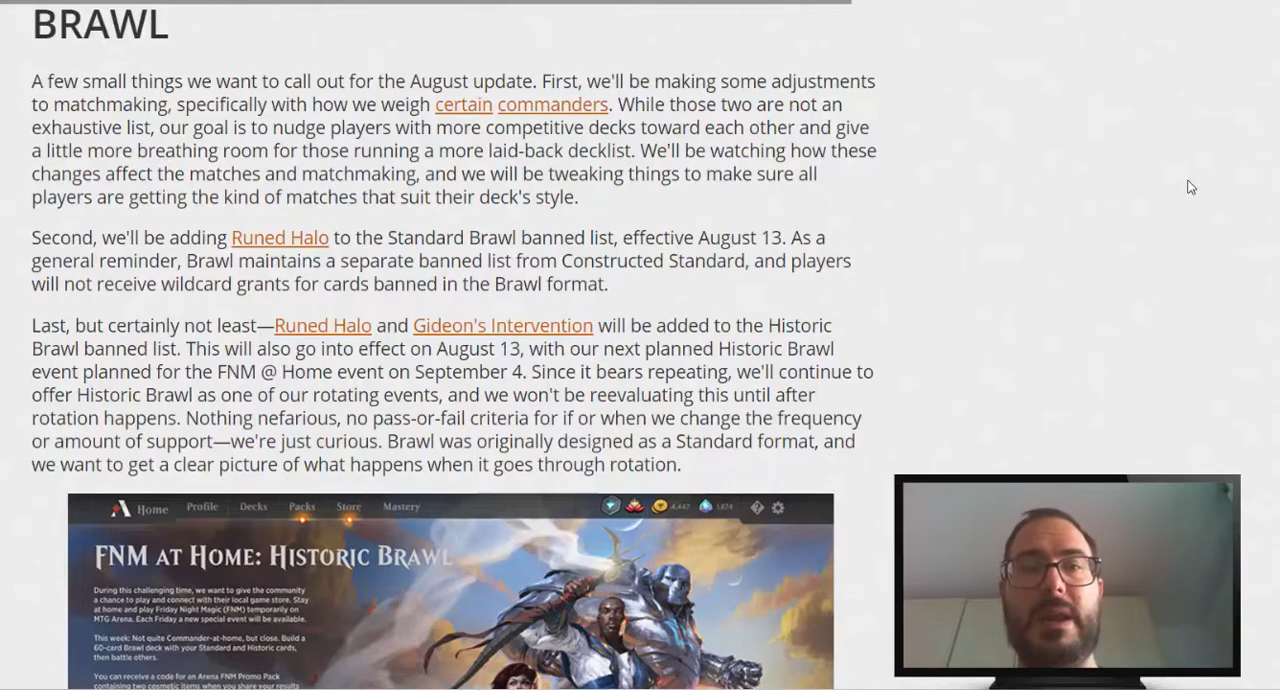 BRAWL
A few small things we want to call out for the August update. First, we'll be making some adjustments
to matchmaking, specifically with how we weigh certain commanders. While those two are not an
exhaustive list, our goal is to nudge players with more competitive decks toward each other and give
a little more breathing room for those running a more laid-back decklist. We'll be watching how these
changes affect the matches and matchmaking, and we will be tweaking things to make sure all
players are getting the kind of matches that suit their deck's style.
Second, we'll be adding Runed Halo to the Standard Brawl banned list, effective August 13. As a
general reminder, Brawl maintains a separate banned list from Constructed Standard, and players
will not receive wildcard grants for cards banned in the Brawl format.
Last, but certainly not least—Runed Halo and Gideon's Intervention will be added to the Historic
Brawl banned list. This will also go into effect on August 13, with our next planned Historic Brawl
event planned for the FNM @ Home event on September 4. Since it bears repeating, we'll continue to
offer Historic Brawl as one of our rotating events, and we won't be reevaluating this until after
rotation happens. Nothing nefarious, no pass-or-fail criteria for if or when we change the frequency
or amount of support—we're just curious. Brawl was originally designed as a Standard format, and
we want to get a clear picture of what happens when it goes through rotation.
Home Profile Decks Packs Store Mastery 4,447 1,874
FNM AT HOME: HISTORIC BRAWL
During this challenging time, we want to give the community
a chance to play and connect with their local game store. Stay
at home and play Friday Night Magic (FNM) temporarily on
MTG Arena. Each Friday a new special event will be available.
This week: Not quite Commander-at-home, but close. Build a
60-card Brawl deck with your Standard and Historic cards,
then battle others.
You can receive a code for an Arena FNM Promo Pack
containing two cosmetic items when you share your results